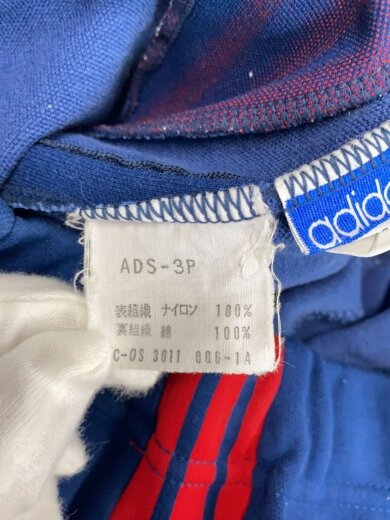 ADS-3P
adida
表組織 ナイロン 100%
裏組織 綿 100%
C-OS 3011 006-1A